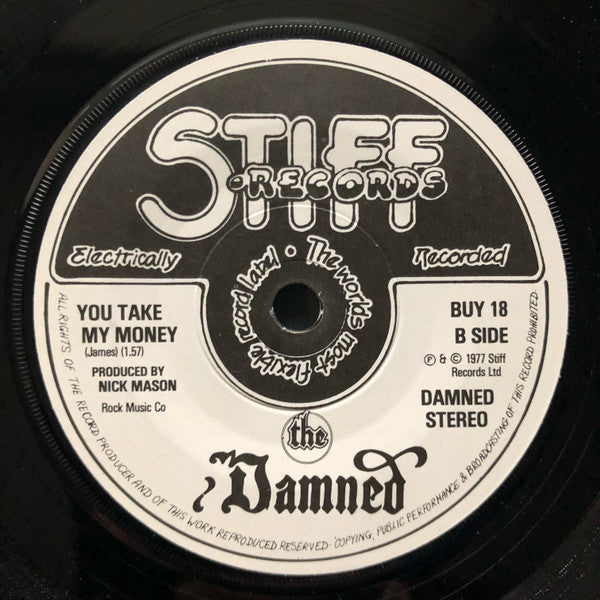 STIFF
RECORDS
Electrically
Recorded
The worlds most flexible record label •
YOU TAKE
MY MONEY
(James) (1.57)
PRODUCED BY
NICK MASON
Rock Music Co
BUY 18
B SIDE
℗ & © 1977 Stiff
Records Ltd
DAMNED
STEREO
the
Damned
ALL RIGHTS OF THE RECORD PRODUCER AND OF THIS WORK REPRODUCED RESERVED · COPYING, PUBLIC PERFORMANCE & BROADCASTING OF THIS RECORD PROHIBITED.